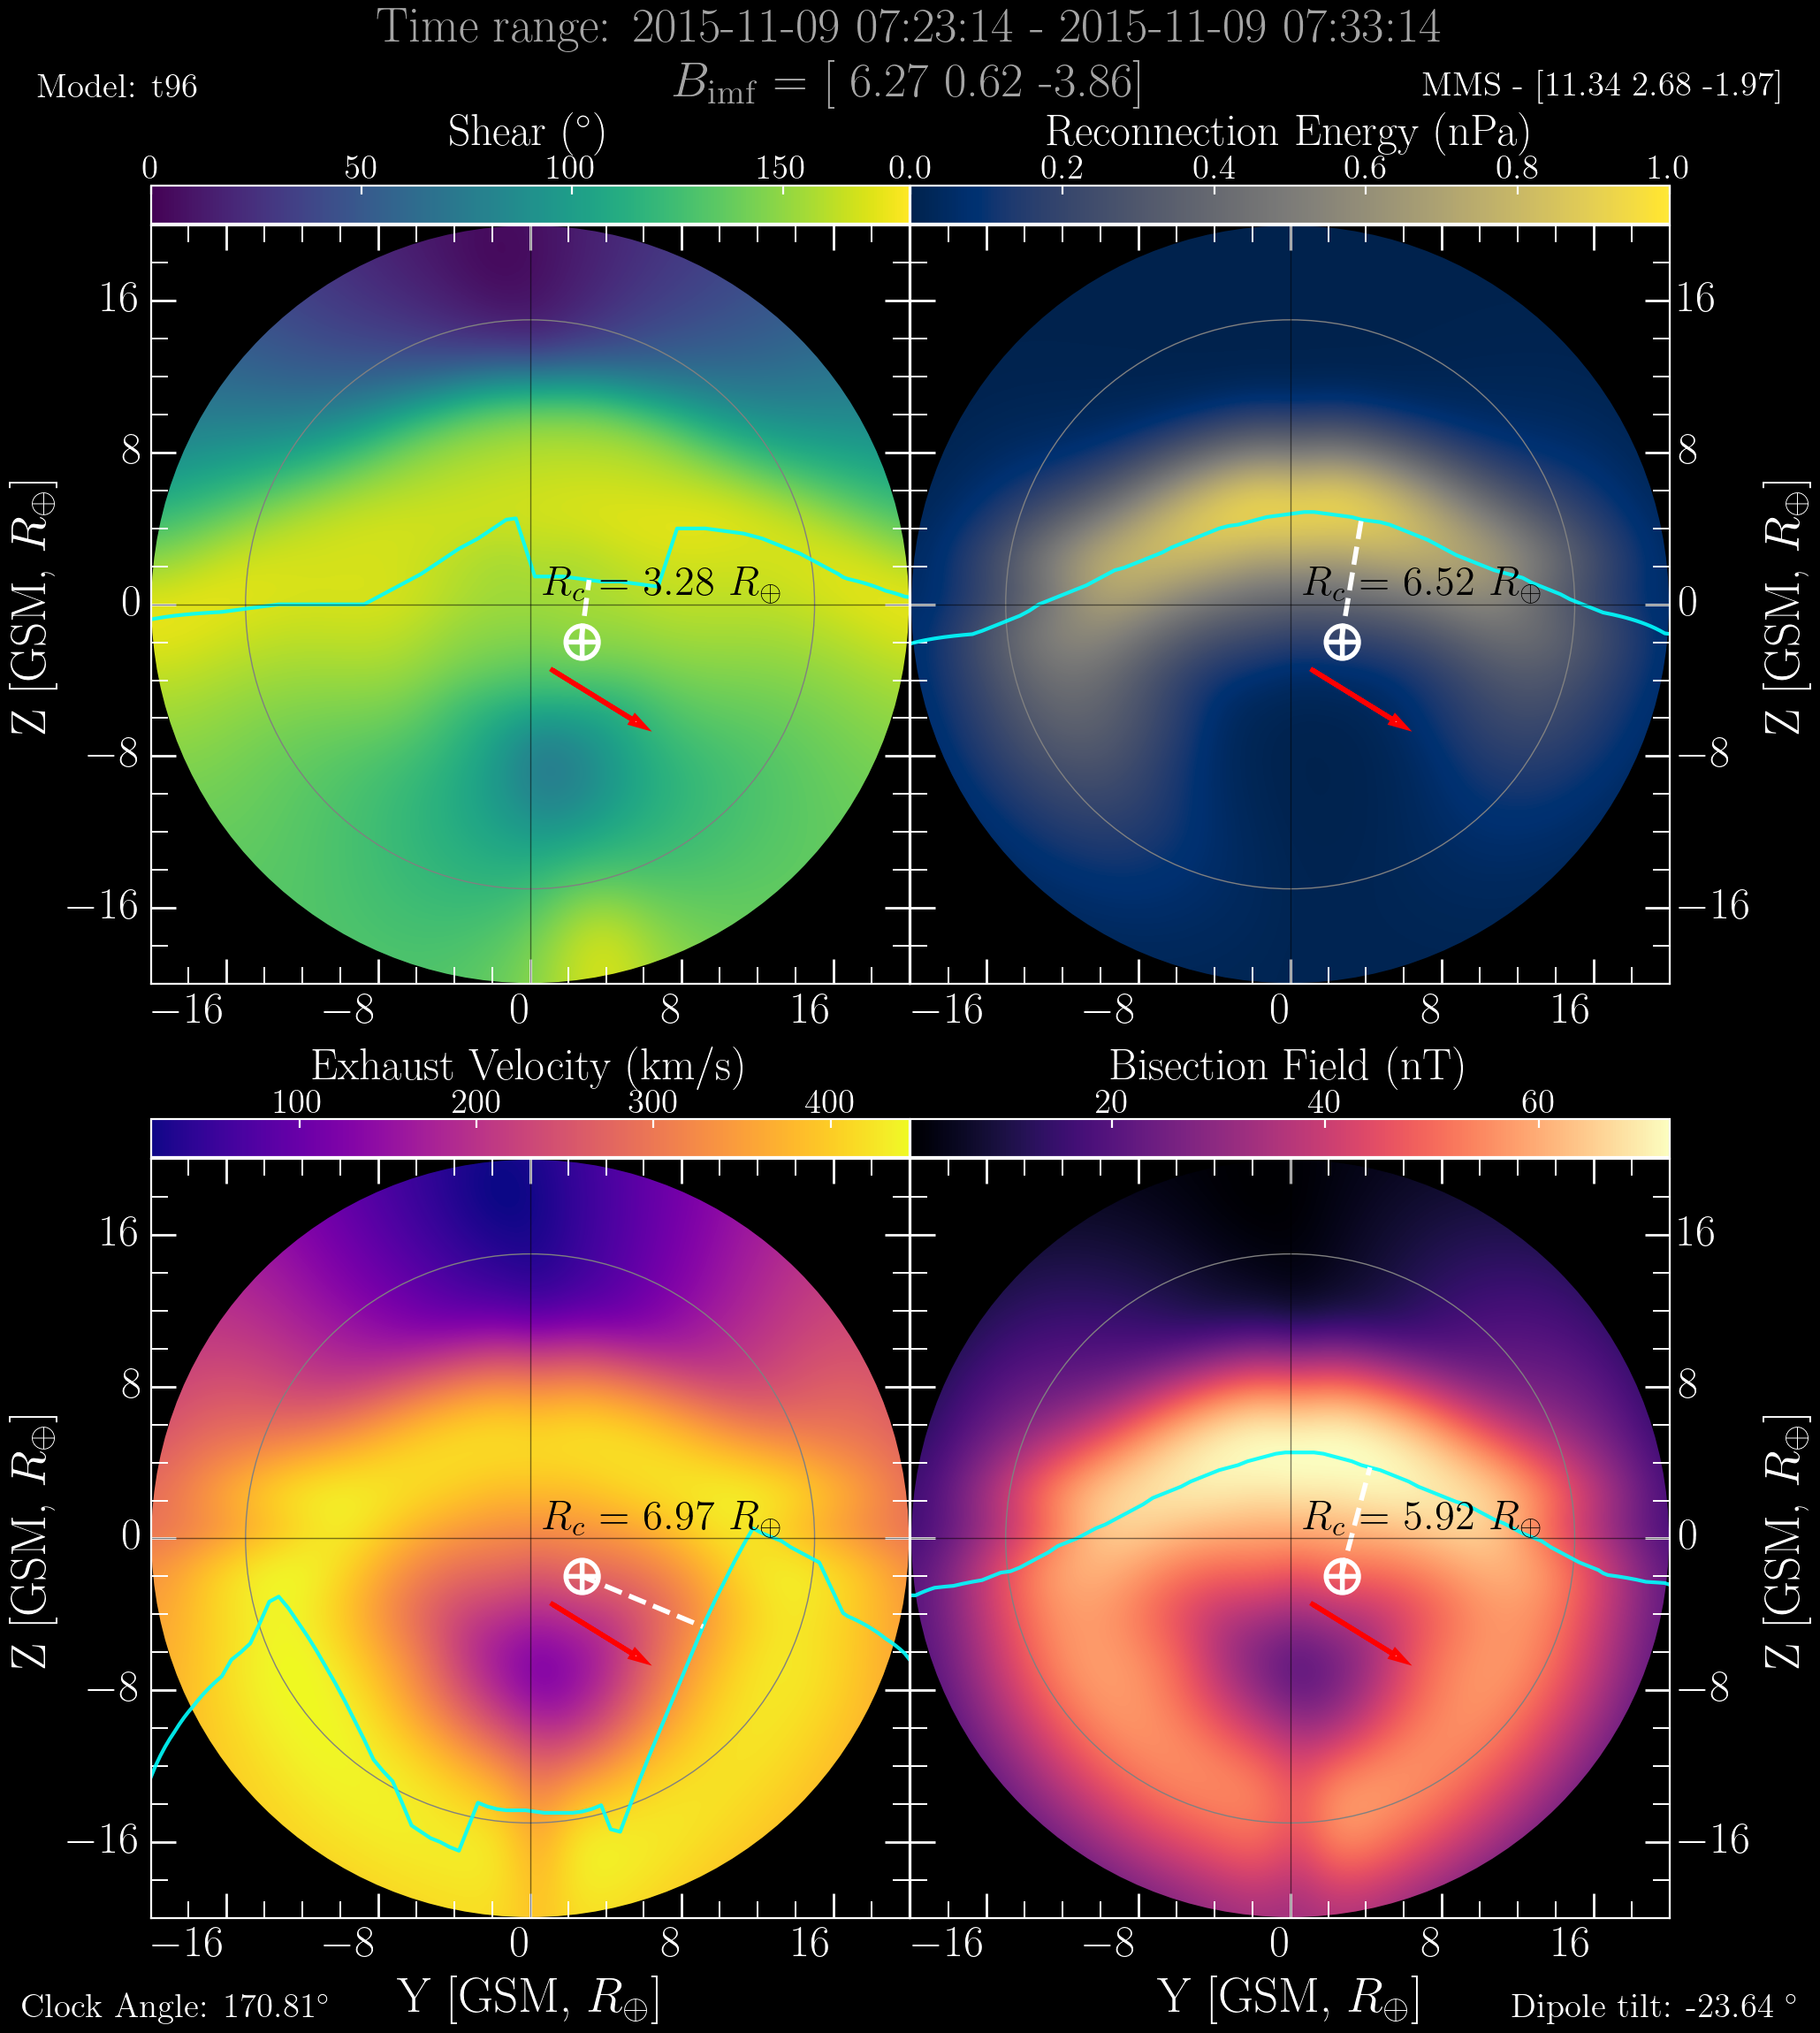 Time range: 2015-11-09 07:23:14 - 2015-11-09 07:33:14
Model: t96
B_imf = [ 6.27 0.62 -3.86]
MMS - [11.34 2.68 -1.97]
Shear (°)
Reconnection Energy (nPa)
0 50 100 150
0.0 0.2 0.4 0.6 0.8 1.0
16
8
0
−8
−16
Z [GSM, R⊕]
R_c = 3.28 R⊕
−16 −8 0 8 16
R_c = 6.52 R⊕
16
8
0
−8
−16
Z [GSM, R⊕]
−16 −8 0 8 16
Exhaust Velocity (km/s)
Bisection Field (nT)
100 200 300 400
20 40 60
16
8
0
−8
−16
Z [GSM, R⊕]
R_c = 6.97 R⊕
−16 −8 0 8 16
Y [GSM, R⊕]
R_c = 5.92 R⊕
16
8
0
−8
−16
Z [GSM, R⊕]
−16 −8 0 8 16
Y [GSM, R⊕]
Clock Angle: 170.81°
Dipole tilt: -23.64 °